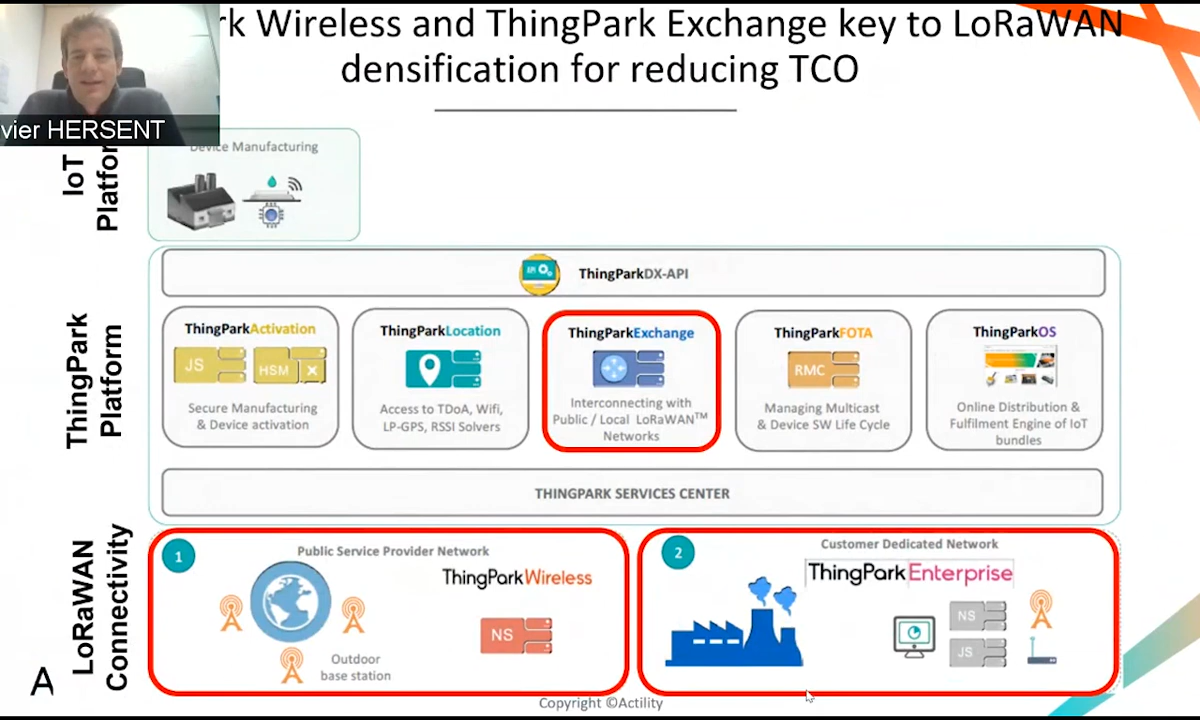 rk Wireless and ThingPark Exchange key to LoRaWAN
densification for reducing TCO
vier HERSENT
Device Manufacturing
IoT
Platfor
ThingParkDX-API
ThingPark
Platform
ThingParkActivation
JS
HSM
Secure Manufacturing
& Device activation
ThingParkLocation
Access to TDoA, Wifi,
LP-GPS, RSSI Solvers
ThingParkExchange
Interconnecting with
Public / Local LoRaWAN™
Networks
ThingParkFOTA
RMC
Managing Multicast
& Device SW Life Cycle
ThingParkOS
Online Distribution &
Fulfilment Engine of IoT
bundles
THINGPARK SERVICES CENTER
LoRaWAN
Connectivity
1
Public Service Provider Network
ThingParkWireless
NS
Outdoor
base station
2
Customer Dedicated Network
ThingParkEnterprise
NS
JS
A
Copyright ©Actility